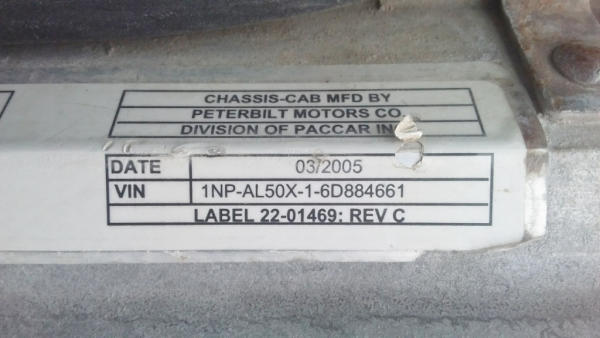 CHASSIS-CAB MFD BY
PETERBILT MOTORS CO.
DIVISION OF PACCAR
DATE 03/2005
VIN 1NP-AL50X-1-6D884661
LABEL 22-01469: REV C